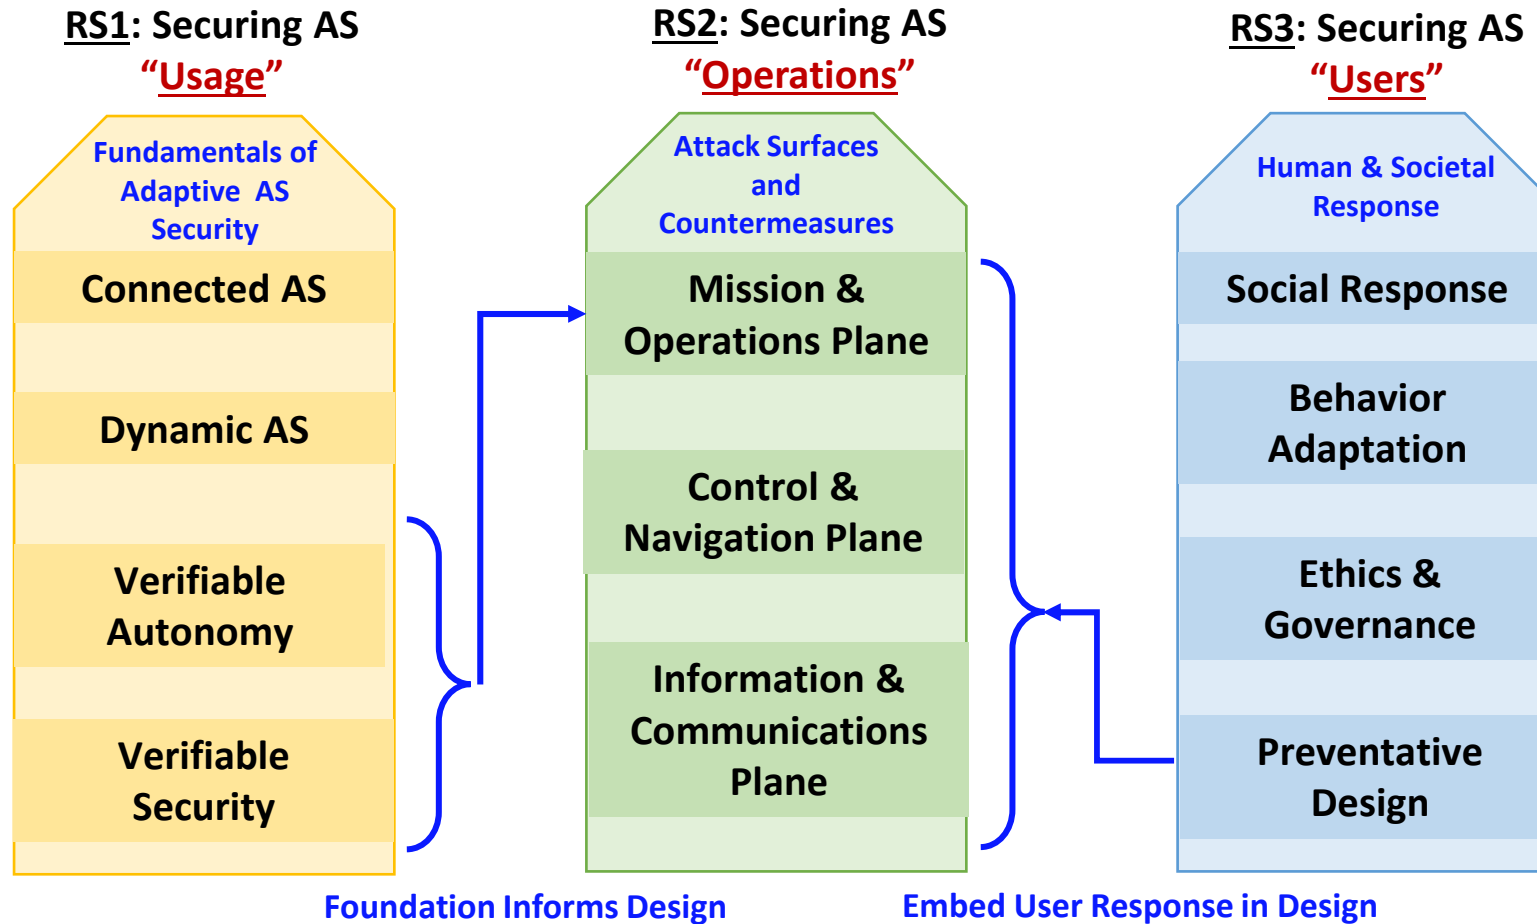 RS1: Securing AS
“Usage”
Fundamentals of
Adaptive AS
Security
Connected AS
Dynamic AS
Verifiable
Autonomy
Verifiable
Security
RS2: Securing AS
“Operations”
Attack Surfaces
and
Countermeasures
Mission &
Operations Plane
Control &
Navigation Plane
Information &
Communications
Plane
RS3: Securing AS
“Users”
Human & Societal
Response
Social Response
Behavior
Adaptation
Ethics &
Governance
Preventative
Design
Foundation Informs Design
Embed User Response in Design